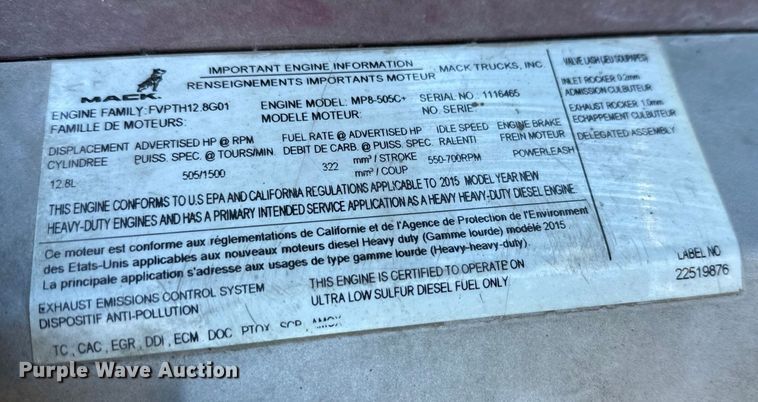 IMPORTANT ENGINE INFORMATION
RENSEIGNEMENTS IMPORTANTS MOTEUR
MACK TRUCKS, INC
MACK
ENGINE FAMILY: FVPTH12.8G01
FAMILLE DE MOTEURS:
ENGINE MODEL: MP8-505C+
MODELE MOTEUR:
SERIAL NO. : 1116465
NO. SERIE
DISPLACEMENT ADVERTISED HP @ RPM FUEL RATE @ ADVERTISED HP IDLE SPEED ENGINE BRAKE
CYLINDREE PUISS. SPEC. @ TOURS/MIN. DEBIT DE CARB. @ PUISS. SPEC. RALENTI FREIN MOTEUR
12.8L 505/1500 322 mm³ / STROKE 550-700RPM POWERLEASH
mm³ / COUP
THIS ENGINE CONFORMS TO U.S EPA AND CALIFORNIA REGULATIONS APPLICABLE TO 2015 MODEL YEAR NEW
HEAVY-DUTY ENGINES AND HAS A PRIMARY INTENDED SERVICE APPLICATION AS A HEAVY HEAVY-DUTY DIESEL ENGINE.
Ce moteur est conforme aux réglementations de Californie et de l'Agence de Protection de l'Environment
des Etats-Unis applicables aux nouveaux moteurs diesel Heavy duty (Gamme lourde) modélé 2015.
La principale application s'adresse aux usages de type gamme lourde (Heavy-heavy-duty).
EXHAUST EMISSIONS CONTROL SYSTEM
DISPOSITIF ANTI-POLLUTION
THIS ENGINE IS CERTIFIED TO OPERATE ON
ULTRA LOW SULFUR DIESEL FUEL ONLY
TC , CAC , EGR , DDI , ECM , DOC, PTOX, SCR, AMOX
VALVE LASH (JEU SOUPAPES)
INLET ROCKER 0.2mm
ADMISSION CULBUTEUR
EXHAUST ROCKER 1.0mm
ECHAPPEMENT CULBUTEUR
DELEGATED ASSEMBLY
LABEL NO
22519876
Purple Wave Auction